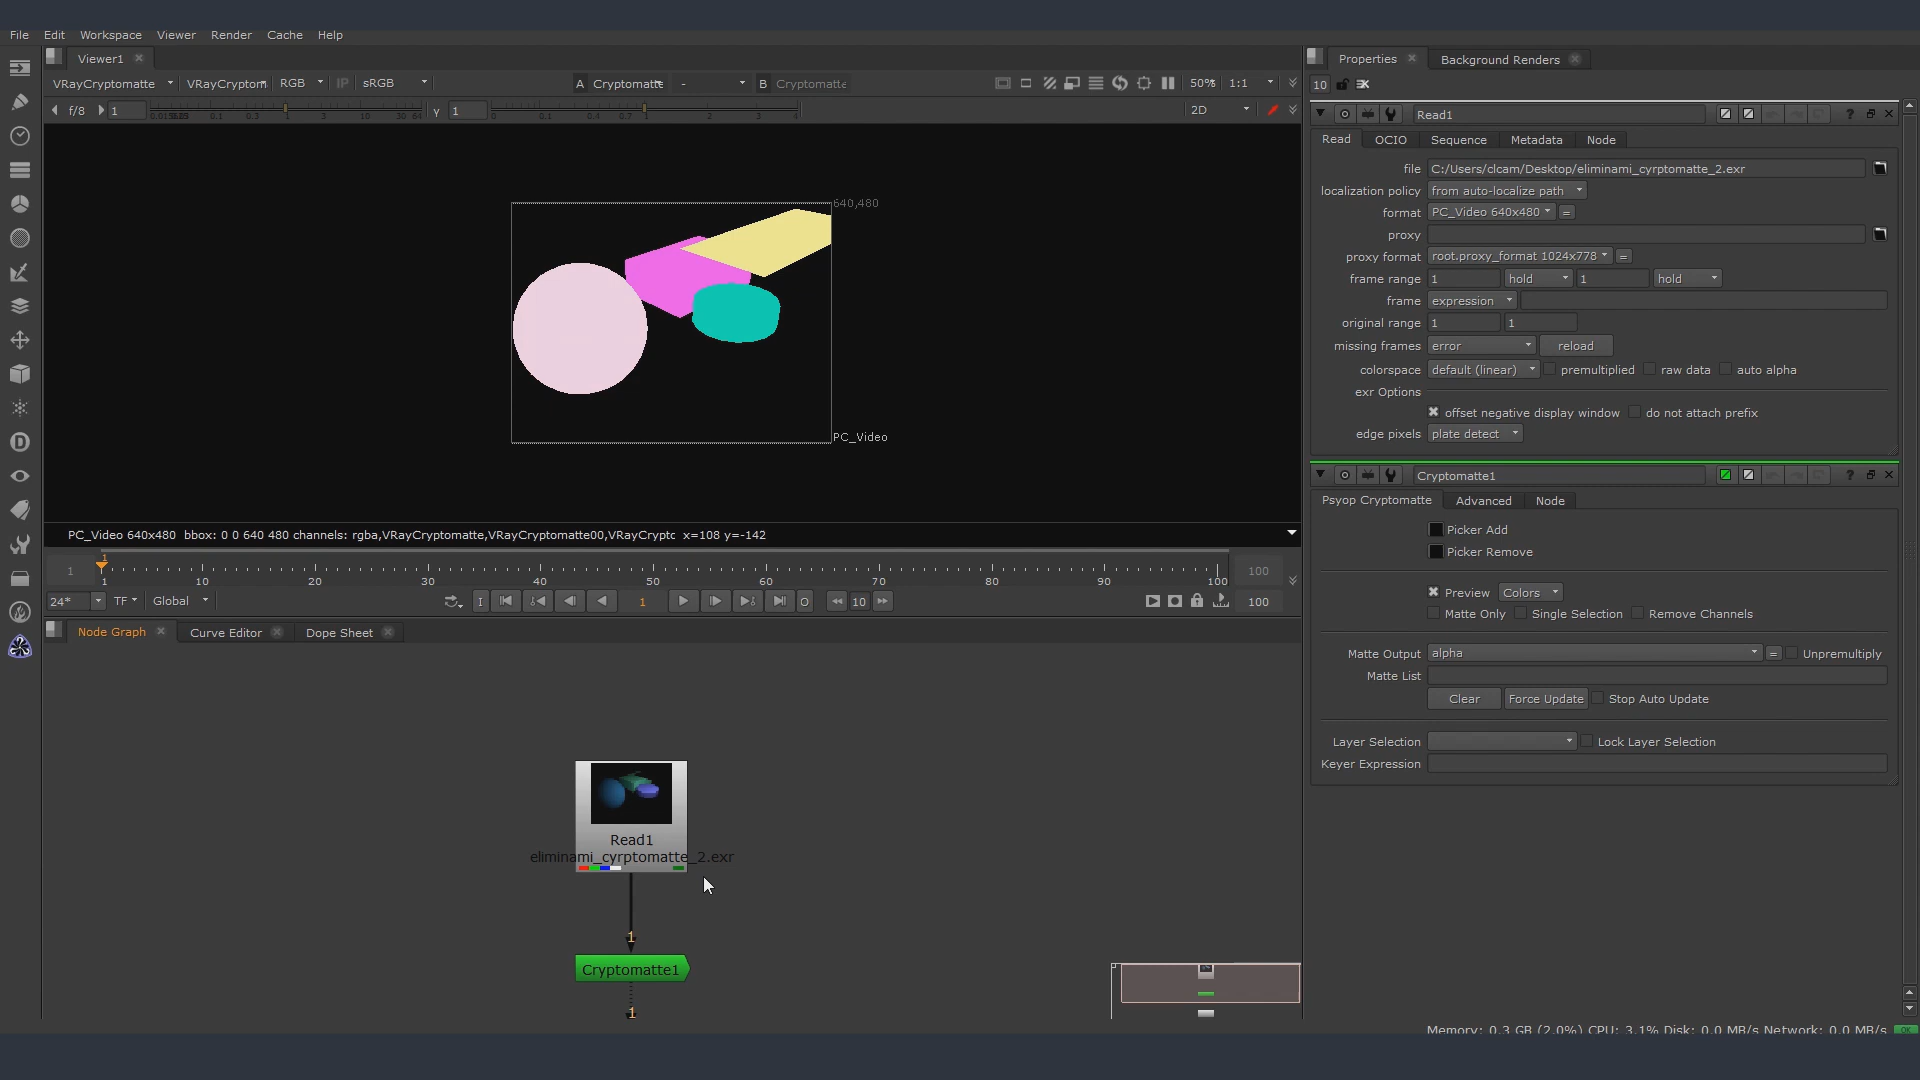 File Edit Workspace Viewer Render Cache Help
Viewer1
VRayCryptomatte RGB IP sRGB A Cryptomatte - B 50% 1:1
f/8 1 y 1 2D
640,480
PC_Video
PC_Video 640x480 bbox: 0 0 640 480 channels: rgba,VRayCryptomatte,VRayCryptomatte00,VRayCryptc x=108 y=-142
1
1 1 10 20 30 40 50 60 70 80 90 100 100
24* TF Global I 1 O 10 100
Node Graph Curve Editor Dope Sheet
Read1
eliminami_cyrptomatte_2.exr
1
Cryptomatte1
1
Properties Background Renders
10
Read1 ?
Read OCIO Sequence Metadata Node
file C:/Users/clcam/Desktop/eliminami_cyrptomatte_2.exr
localization policy from auto-localize path
format PC_Video 640x480 =
proxy
proxy format root.proxy_format 1024x778 =
frame range 1 hold 1 hold
frame expression
original range 1 1
missing frames error reload
colorspace default (linear) premultiplied raw data auto alpha
exr Options
offset negative display window do not attach prefix
edge pixels plate detect
Cryptomatte1 ?
Psyop Cryptomatte Advanced Node
Picker Add
Picker Remove
Preview Colors
Matte Only Single Selection Remove Channels
Matte Output alpha = Unpremultiply
Matte List
Clear Force Update Stop Auto Update
Layer Selection Lock Layer Selection
Keyer Expression
Memory: 0.3 GB (2.0%) CPU: 3.1% Disk: 0.0 MB/s Network: 0.0 MB/s